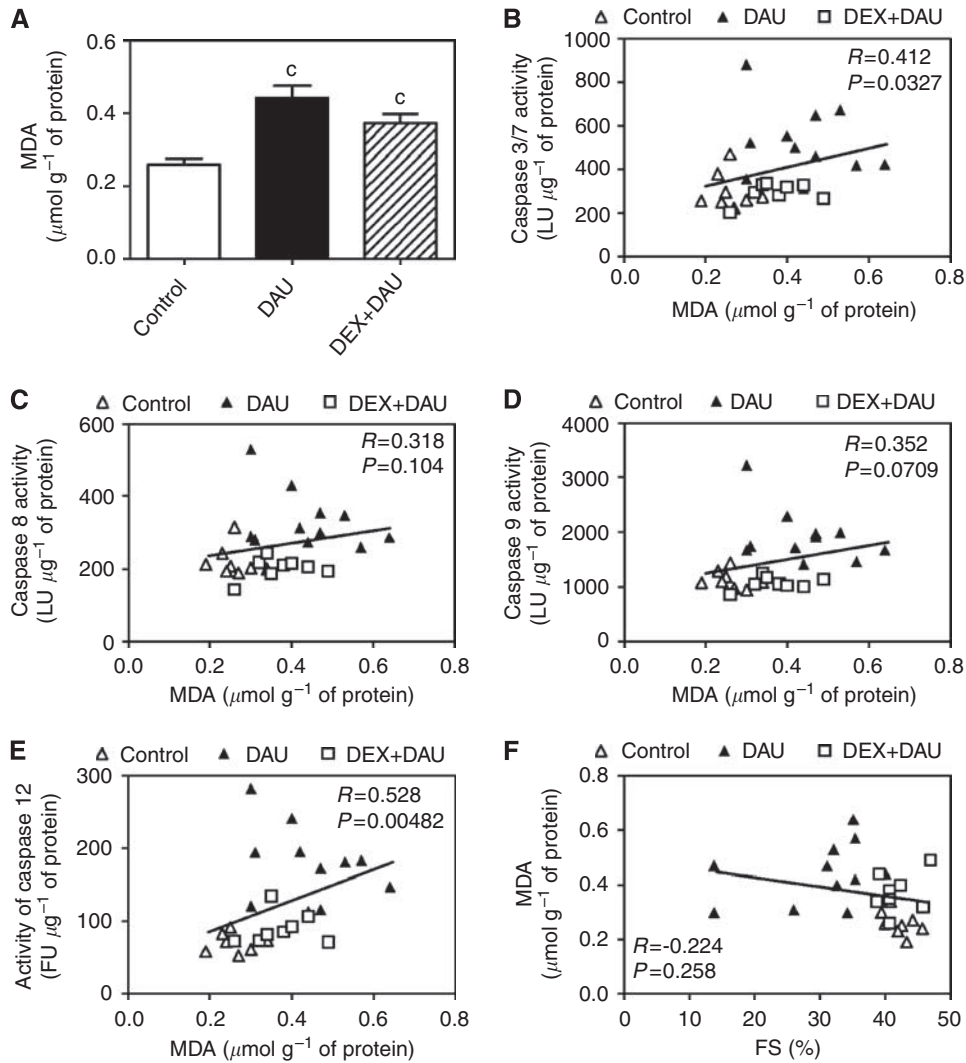 A
0.6
0.4
0.2
0.0
MDA
(μmol g−1 of protein)
c
c
Control
DAU
DEX+DAU
B
Control DAU DEX+DAU
1000
800
600
400
200
0
Caspase 3/7 activity
(LU μg−1 of protein)
R=0.412
P=0.0327
0.0 0.2 0.4 0.6 0.8
MDA (μmol g−1 of protein)
C
Control DAU DEX+DAU
600
400
200
0
Caspase 8 activity
(LU μg−1 of protein)
R=0.318
P=0.104
0.0 0.2 0.4 0.6 0.8
MDA (μmol g−1 of protein)
D
Control DAU DEX+DAU
4000
3000
2000
1000
0
Caspase 9 activity
(LU μg−1 of protein)
R=0.352
P=0.0709
0.0 0.2 0.4 0.6 0.8
MDA (μmol g−1 of protein)
E
Control DAU DEX+DAU
300
200
100
0
Activity of caspase 12
(FU μg−1 of protein)
R=0.528
P=0.00482
0.0 0.2 0.4 0.6 0.8
MDA (μmol g−1 of protein)
F
Control DAU DEX+DAU
0.8
0.6
0.4
0.2
0.0
MDA
(μmol g−1 of protein)
R=-0.224
P=0.258
0 10 20 30 40 50
FS (%)